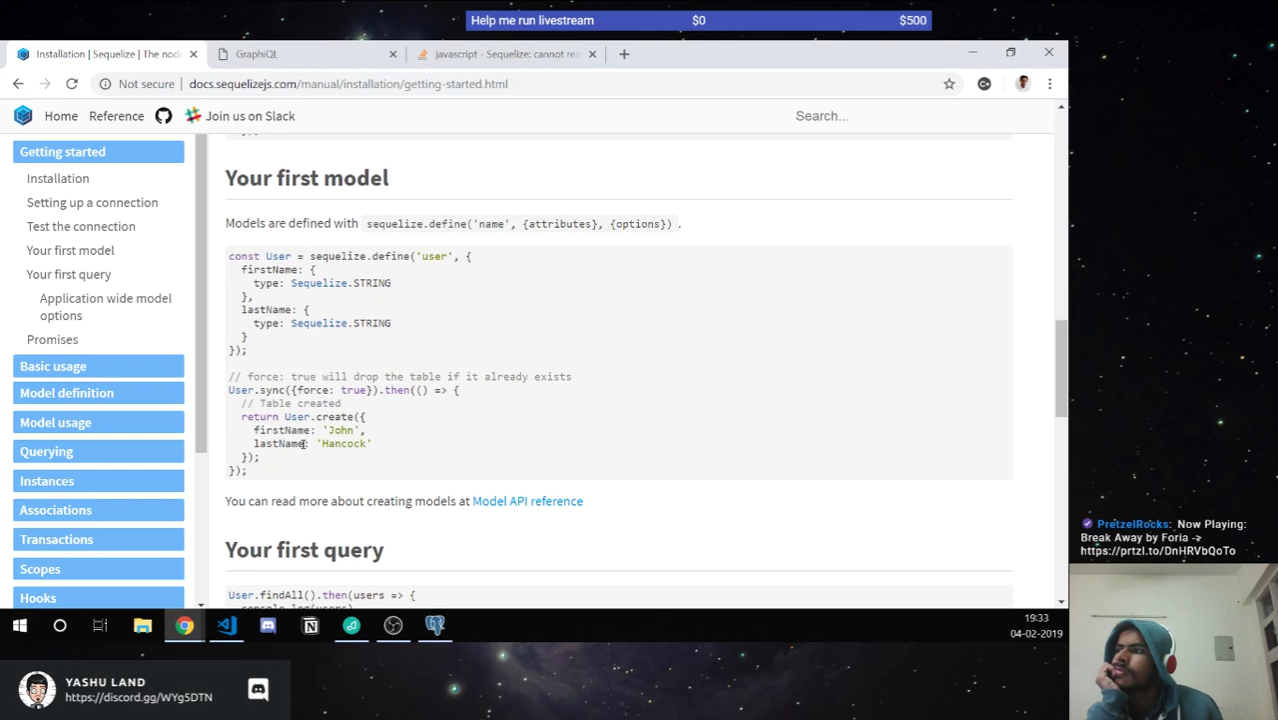 Help me run livestream $0 $500
Installation | Sequelize | The node
GraphiQL
javascript - Sequelize: cannot rea
Not secure docs.sequelizejs.com/manual/installation/getting-started.html
Home Reference Join us on Slack Search...
Getting started
Installation
Setting up a connection
Test the connection
Your first model
Your first query
Application wide model
options
Promises
Basic usage
Model definition
Model usage
Querying
Instances
Associations
Transactions
Scopes
Hooks
Your first model
Models are defined with sequelize.define('name', {attributes}, {options}) .
const User = sequelize.define('user', {
firstName: {
type: Sequelize.STRING
},
lastName: {
type: Sequelize.STRING
}
});
// force: true will drop the table if it already exists
User.sync({force: true}).then(() => {
// Table created
return User.create({
firstName: 'John',
lastName: 'Hancock'
});
});
You can read more about creating models at Model API reference
Your first query
User.findAll().then(users => {
console.log(users)
PretzelRocks: Now Playing:
Break Away by Foria ->
https://prtzl.to/DnHRVbQoTo
19:33
04-02-2019
YASHU LAND
https://discord.gg/WYg5DTN